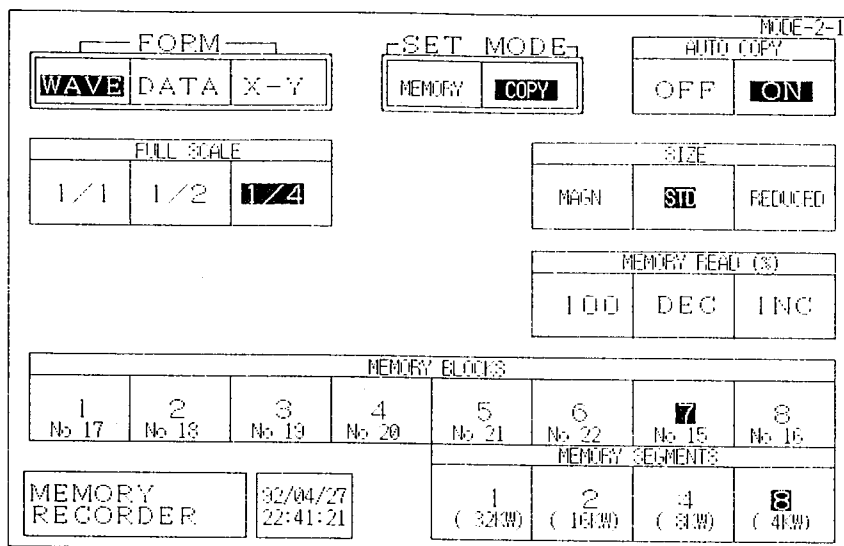 MODE-2-1
FORM
SET MODE
AUTO COPY
WAVE DATA X-Y
MEMORY COPY
OFF ON
FULL SCALE
SIZE
1/1 1/2 1/4
MAGN STD REDUCED
MEMORY READ (%)
100 DEC INC
MEMORY BLOCKS
1 2 3 4 5 6 7 8
No 17 No 18 No 19 No 20 No 21 No 22 No 15 No 16
MEMORY SEGMENTS
MEMORY
RECORDER
92/04/27
22:41:21
1 2 4 8
( 32KW) ( 16KW) ( 8KW) ( 4KW)